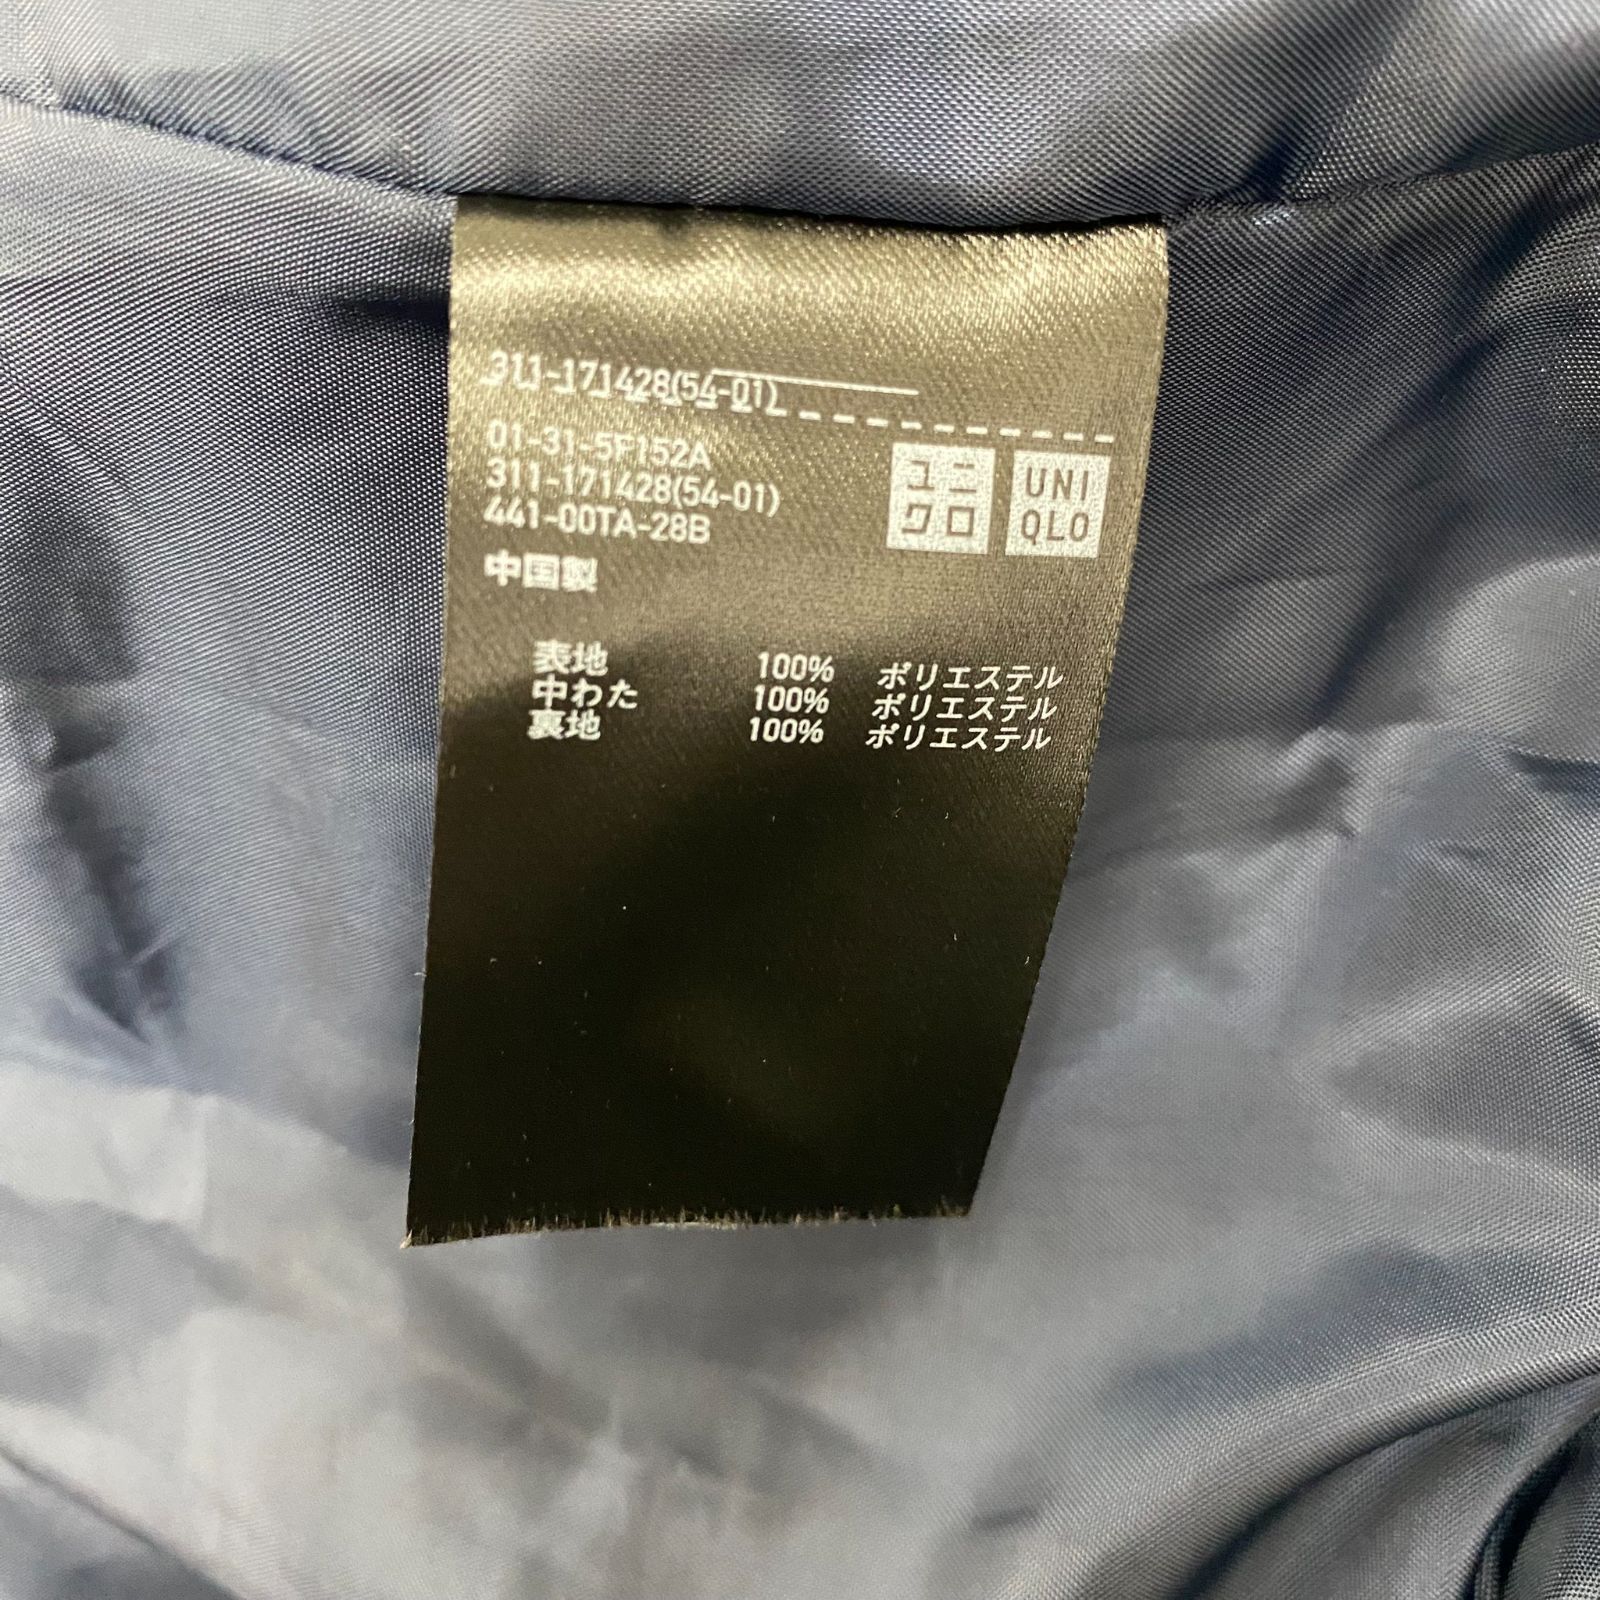 311-171428(54-01)
01-31-5F152A
311-171428(54-01)
441-00TA-28B
ユニ
クロ
UNI
QLO
中国製
表地 100% ポリエステル
中わた 100% ポリエステル
裏地 100% ポリエステル